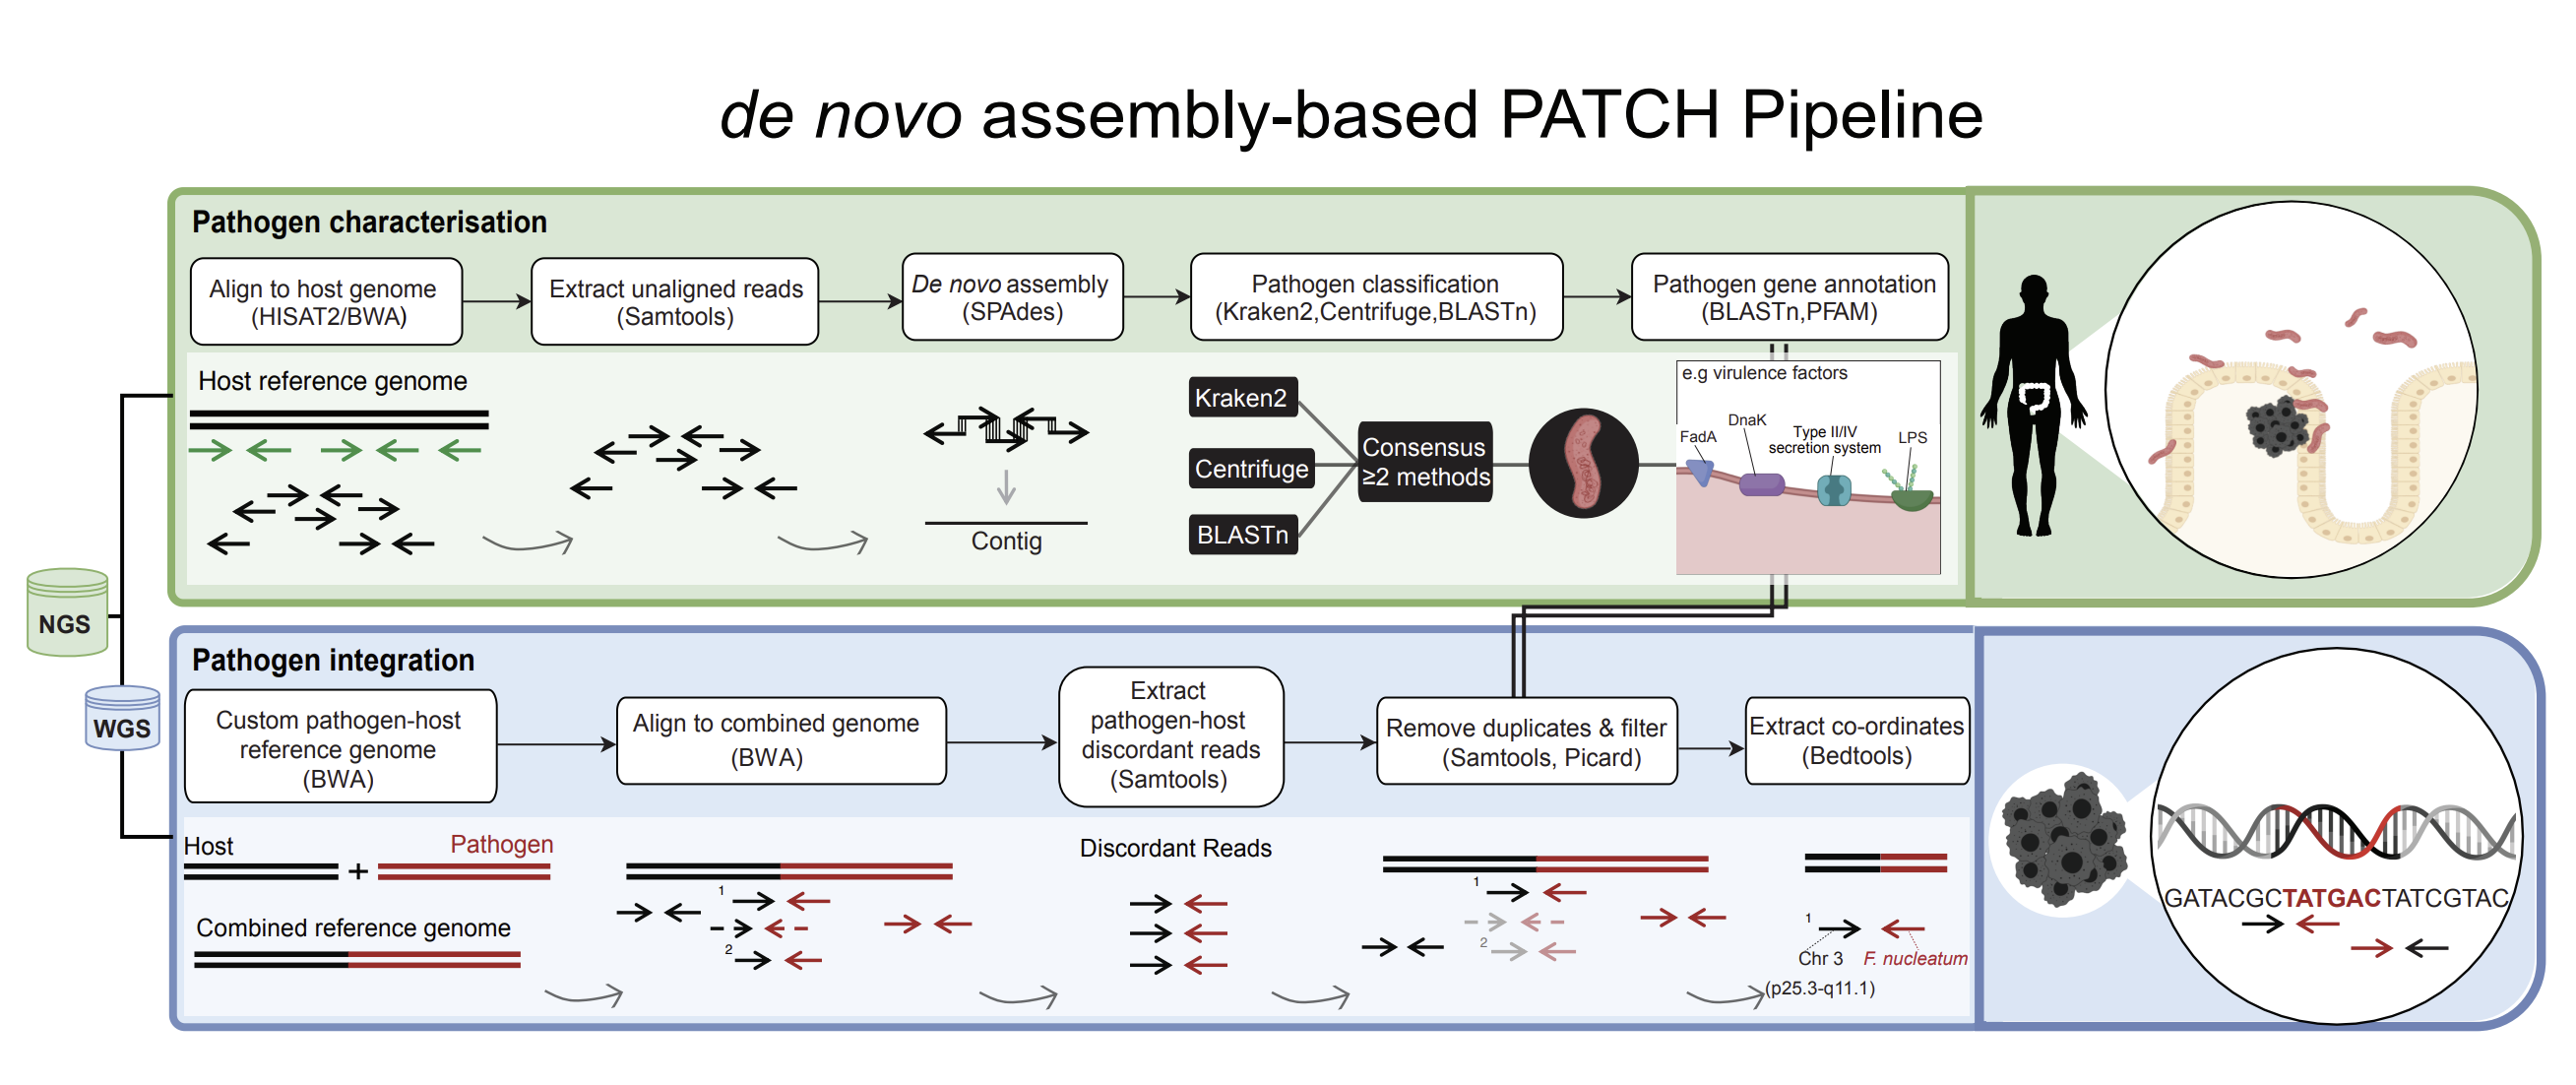 de novo assembly-based PATCH Pipeline
Pathogen characterisation
Align to host genome
(HISAT2/BWA)
Extract unaligned reads
(Samtools)
De novo assembly
(SPAdes)
Pathogen classification
(Kraken2,Centrifuge,BLASTn)
Pathogen gene annotation
(BLASTn,PFAM)
Host reference genome
Contig
Kraken2
Centrifuge
BLASTn
Consensus
≥2 methods
e.g virulence factors
FadA
DnaK
Type II/IV
secretion system
LPS
NGS
WGS
Pathogen integration
Custom pathogen-host
reference genome
(BWA)
Align to combined genome
(BWA)
Extract
pathogen-host
discordant reads
(Samtools)
Remove duplicates & filter
(Samtools, Picard)
Extract co-ordinates
(Bedtools)
Host
+
Pathogen
Combined reference genome
1
2
Discordant Reads
1
2
1
Chr 3
F. nucleatum
(p25.3-q11.1)
GATACGCTATGACTATCGTAC